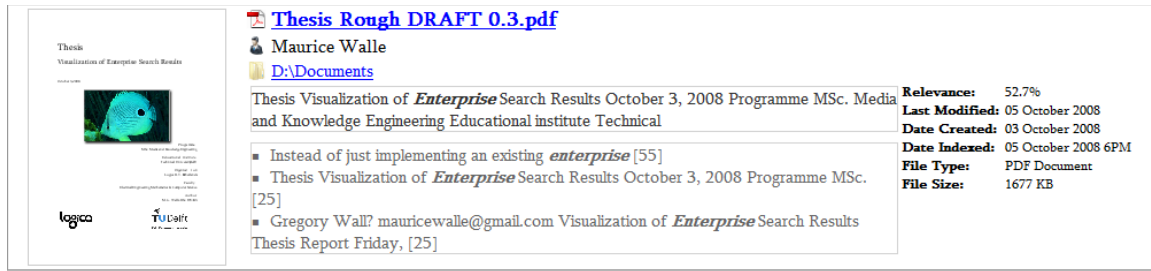 Thesis
Visualization of Enterprise Search Results
logica
TU Delft
Thesis Rough DRAFT 0.3.pdf
Maurice Walle
D:\Documents
Thesis Visualization of Enterprise Search Results October 3, 2008 Programme MSc. Media
and Knowledge Engineering Educational institute Technical
▪ Instead of just implementing an existing enterprise [55]
▪ Thesis Visualization of Enterprise Search Results October 3, 2008 Programme MSc.
[25]
▪ Gregory Wall? mauricewalle@gmail.com Visualization of Enterprise Search Results
Thesis Report Friday, [25]
Relevance: 52.7%
Last Modified: 05 October 2008
Date Created: 03 October 2008
Date Indexed: 05 October 2008 6PM
File Type: PDF Document
File Size: 1677 KB